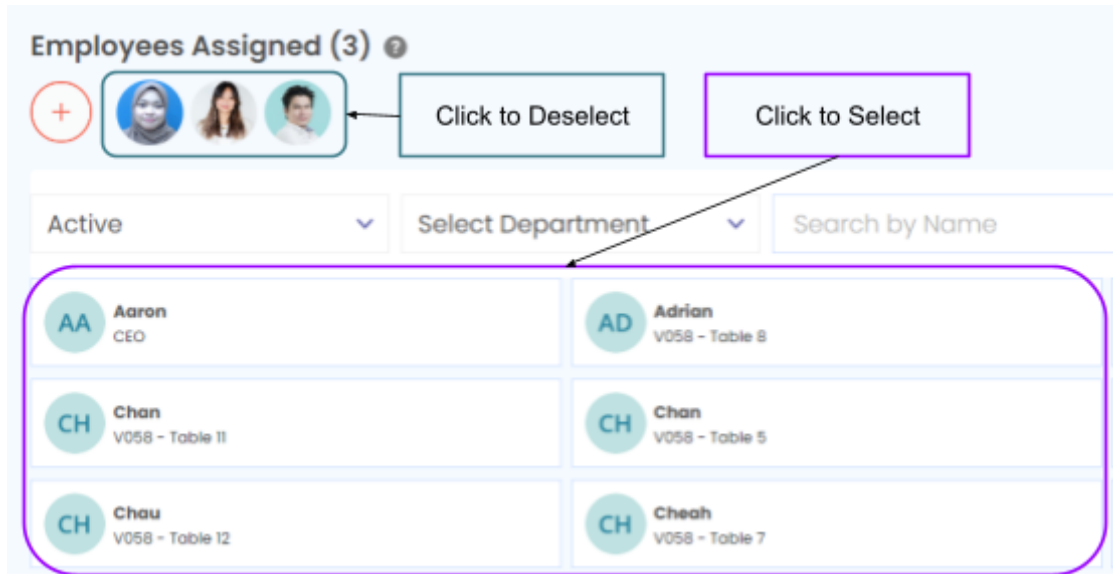 Employees Assigned (3) ?
+
Click to Deselect
Click to Select
Active
Select Department
Search by Name
AA
Aaron
CEO
AD
Adrian
V058 - Table 8
CH
Chan
V058 - Table 11
CH
Chan
V058 - Table 5
CH
Chau
V058 - Table 12
CH
Cheah
V058 - Table 7